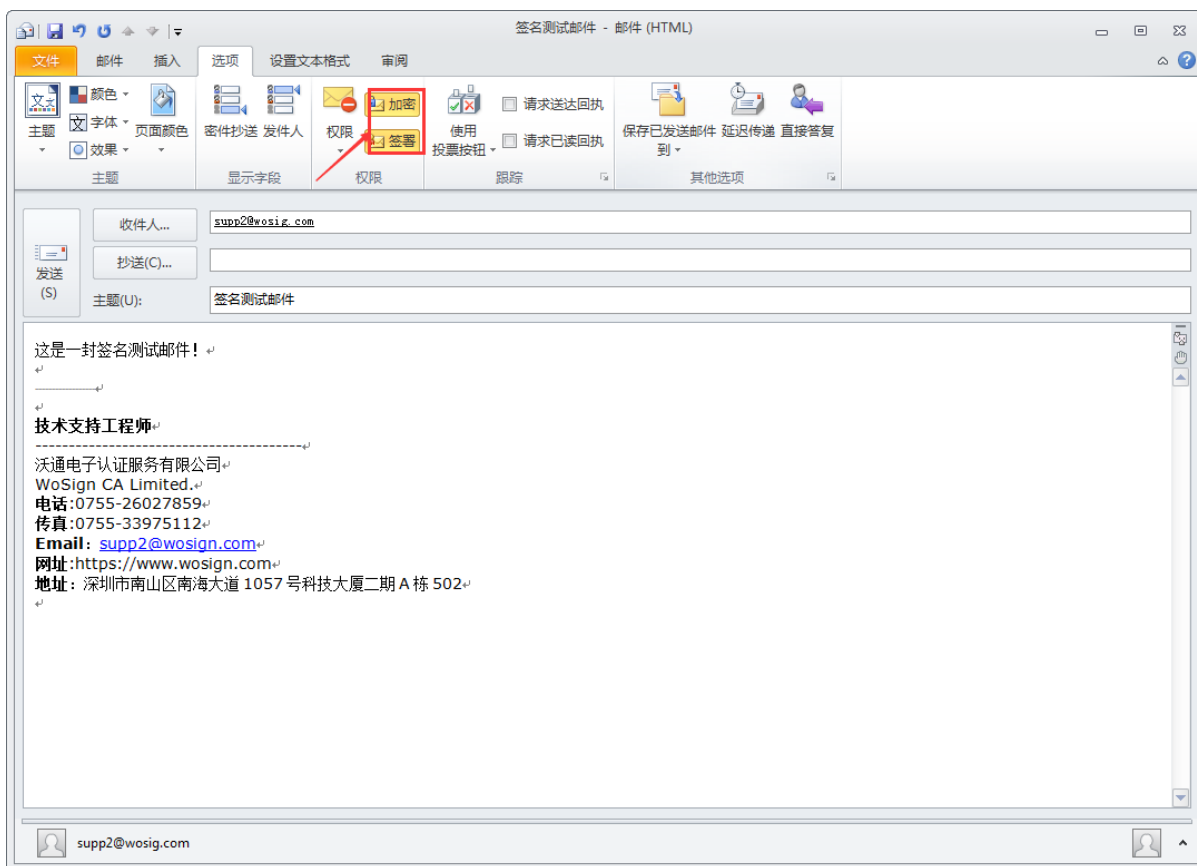 签名测试邮件 - 邮件 (HTML)
文件 邮件 插入 选项 设置文本格式 审阅
主题 颜色 字体 效果 页面颜色 密件抄送 发件人 权限 加密 签署 使用投票按钮 请求送达回执 请求已读回执 保存已发送邮件到 延迟传递 直接答复
主题 显示字段 权限 跟踪 其他选项
发送(S)
收件人... supp2@wosig.com
抄送(C)...
主题(U): 签名测试邮件
这是一封签名测试邮件!
技术支持工程师
----------------------------------------
沃通电子认证服务有限公司
WoSign CA Limited.
电话:0755-26027859
传真:0755-33975112
Email：supp2@wosign.com
网址:https://www.wosign.com
地址：深圳市南山区南海大道 1057 号科技大厦二期 A 栋 502
supp2@wosig.com